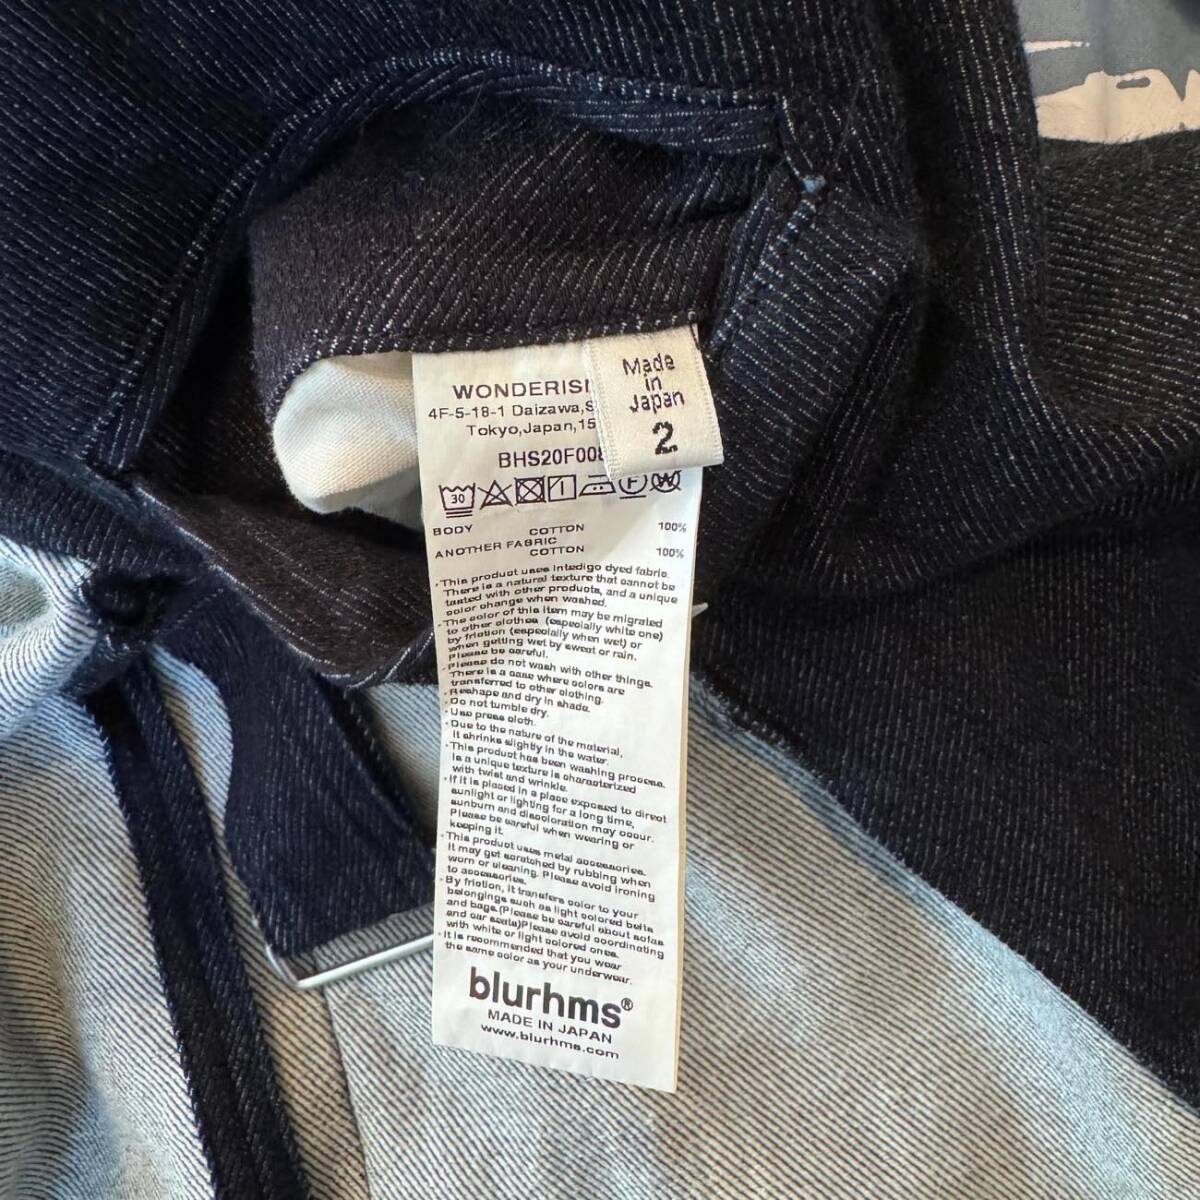 WONDERISM
4F-5-18-1 Daizawa,S
Tokyo,Japan,15
BHS20F008
Made
in
Japan
2
30
F
W
BODY COTTON 100%
ANOTHER FABRIC
COTTON 100%
·This product uses Intedigo dyed fabric.
There is a natural texture that cannot be
tasted with other products, and a unique
color change when washed.
·The color of this item may be migrated
to other clothes (especially white one)
by friction (especially when wet) or
when getting wet by sweat or rain.
Please be careful.
·Please do not wash with other things.
There is a case where colors are
transferred to other clothing.
·Reshape and dry in shade.
·Do not tumble dry.
·Use press cloth.
·Due to the nature of the material,
it shrinks slightly in the water.
·This product has been washing process.
Is a unique texture is characterized
with twist and wrinkle.
·If it is placed in a place exposed to direct
sunlight or lighting for a long time,
sunburn and discoloration may occur.
Please be careful when wearing or
keeping it.
·This product uses metal accessories.
It may get scratched by rubbing when
worn or cleaning. Please avoid ironing
to accessories.
·By friction, it transfers color to your
belongings such as light colored belts
and bags.(Please be careful about sofas
and car seats)Please avoid coordinating
with white or light colored ones.
·It is recommended that you wear
the same color as your underwear.
blurhms®
MADE IN JAPAN
www.blurhms.com